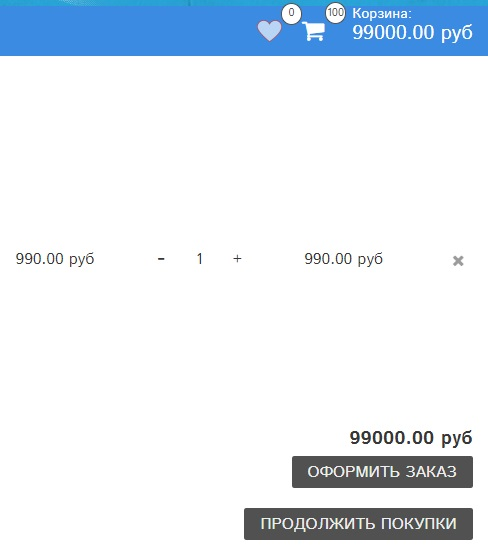 0
100
Корзина:
99000.00 руб
990.00 руб - 1 + 990.00 руб ×
99000.00 руб
ОФОРМИТЬ ЗАКАЗ
ПРОДОЛЖИТЬ ПОКУПКИ